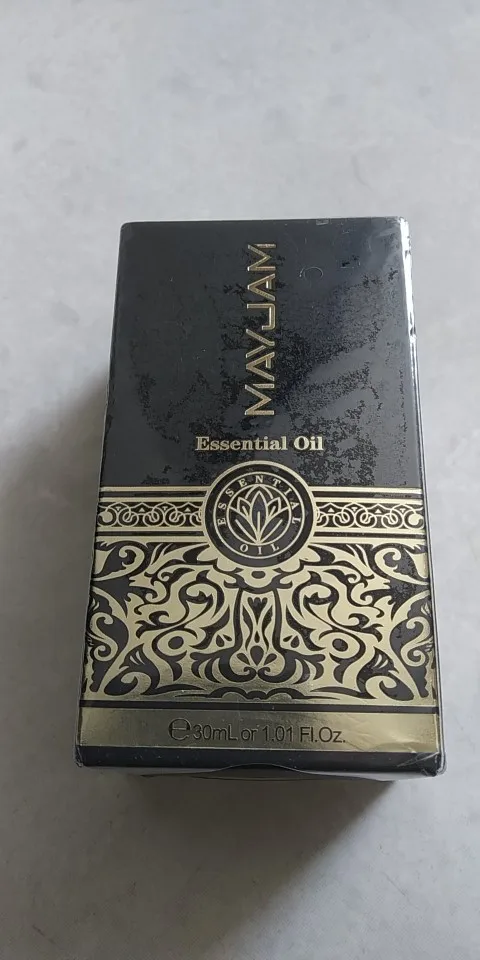 MAYJAM
Essential Oil
ESSENTIAL
OIL
℮30mL or 1.01 Fl.Oz.